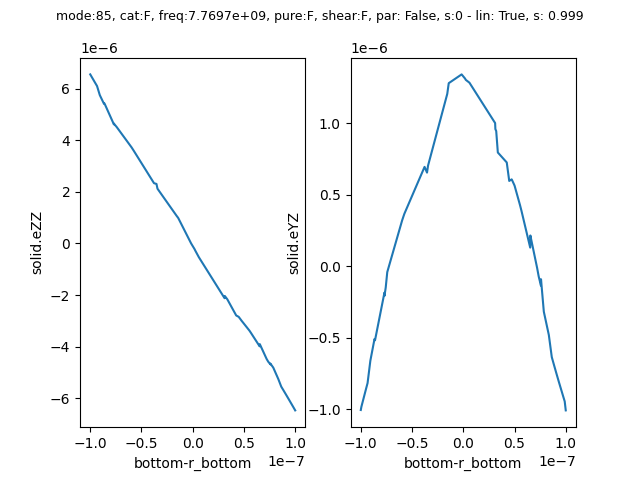 mode:85, cat:F, freq:7.7697e+09, pure:F, shear:F, par: False, s:0 - lin: True, s: 0.999
1e−6
6
4
2
0
−2
−4
−6
solid.eZZ
−1.0 −0.5 0.0 0.5 1.0
bottom-r_bottom 1e−7
1e−6
1.0
0.5
0.0
−0.5
−1.0
solid.eYZ
−1.0 −0.5 0.0 0.5 1.0
bottom-r_bottom 1e−7